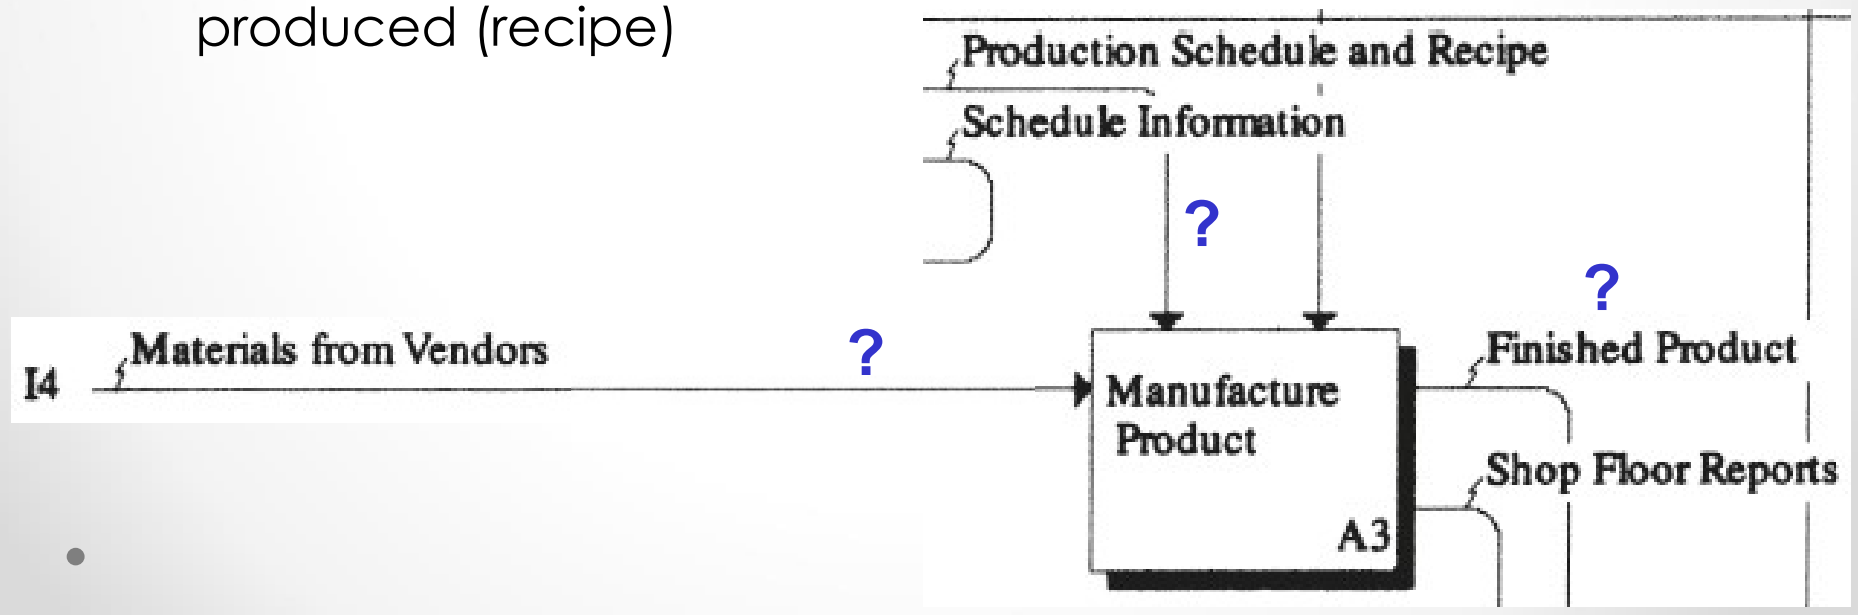 produced (recipe)
Production Schedule and Recipe
Schedule Information
?
?
Materials from Vendors
?
Finished Product
I4
Manufacture
Product
Shop Floor Reports
A3